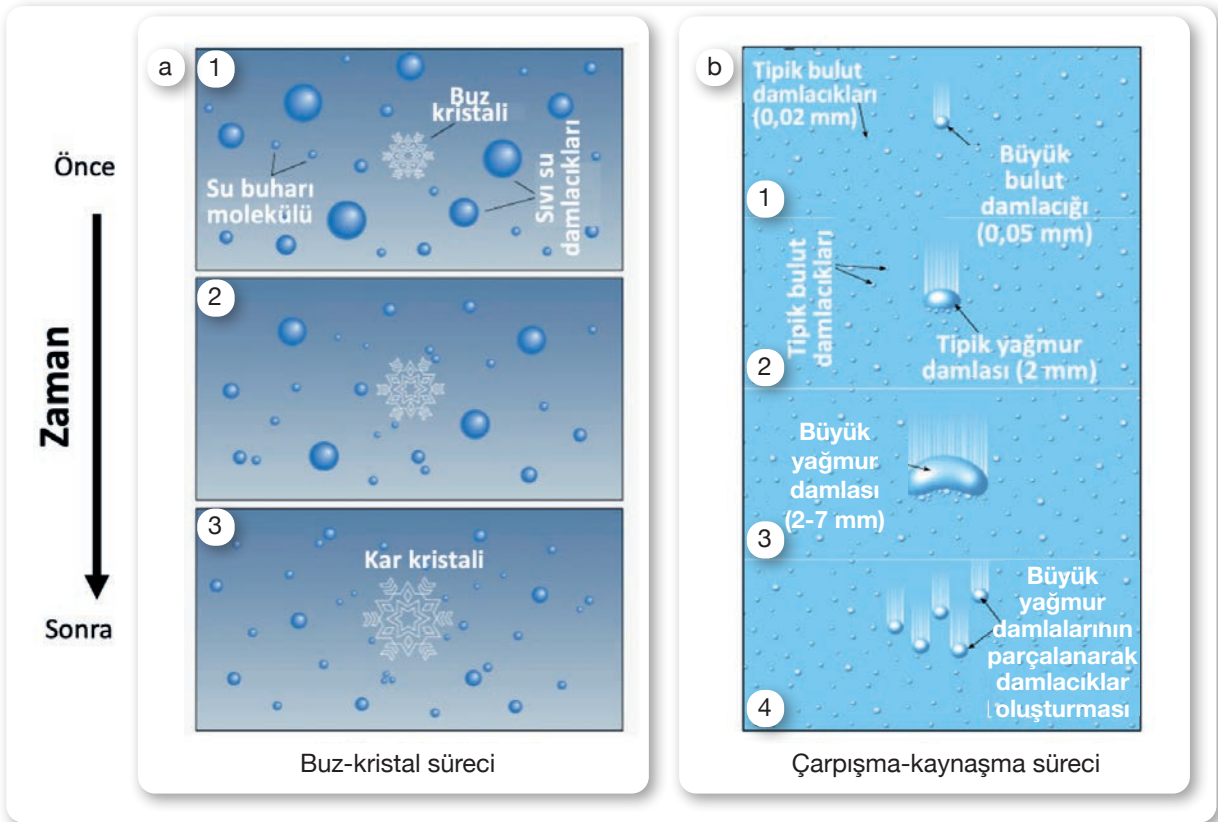 Önce
Zaman
Sonra
a
1
Buz
kristali
Su buharı
molekülü
Sıvı su
damlacıkları
2
3
Kar kristali
Buz-kristal süreci
b
Tipik bulut
damlacıkları
(0,02 mm)
Büyük
bulut
damlacığı
(0,05 mm)
1
Tipik bulut
damlacıkları
Tipik yağmur
damlası (2 mm)
2
Büyük
yağmur
damlası
(2-7 mm)
3
Büyük
yağmur
damlalarının
parçalanarak
damlacıklar
oluşturması
4
Çarpışma-kaynaşma süreci